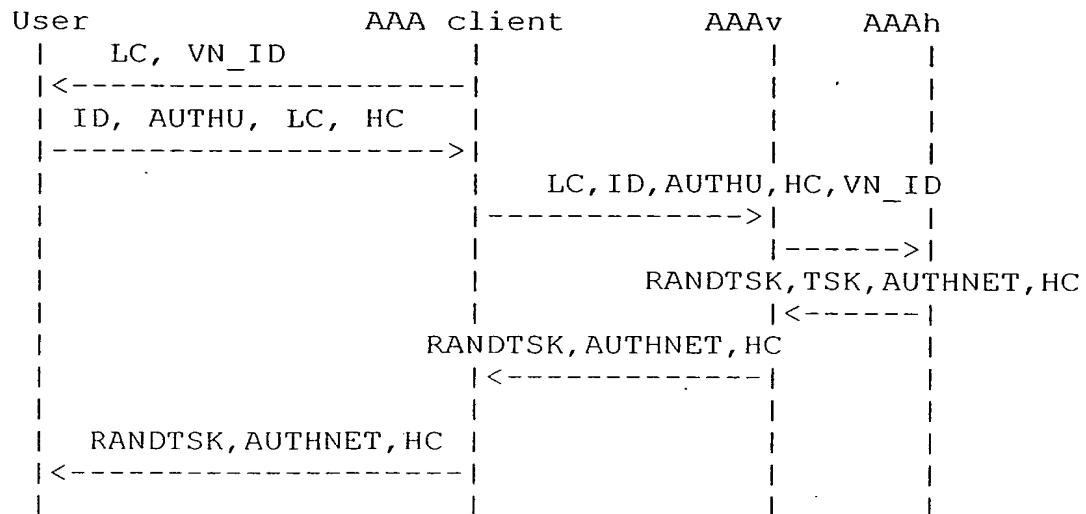 User AAA client AAAv AAAh
LC, VN_ID
ID, AUTHU, LC, HC
LC,ID,AUTHU,HC,VN_ID
RANDTSK,TSK,AUTHNET,HC
RANDTSK,AUTHNET,HC
RANDTSK,AUTHNET,HC